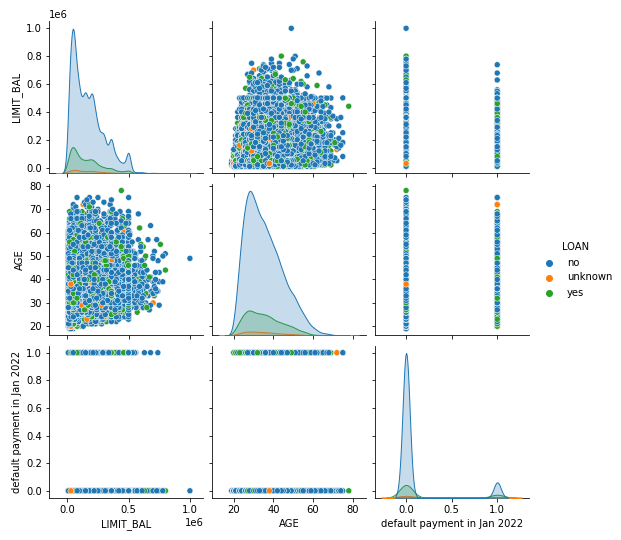 1e6
1.0
0.8
0.6
0.4
0.2
0.0
LIMIT_BAL
80
70
60
50
40
30
20
AGE
LOAN
no
unknown
yes
1.0
0.8
0.6
0.4
0.2
0.0
default payment in Jan 2022
0.0 0.5 1.0
1e6
LIMIT_BAL
20 40 60 80
AGE
0.0 0.5 1.0
default payment in Jan 2022